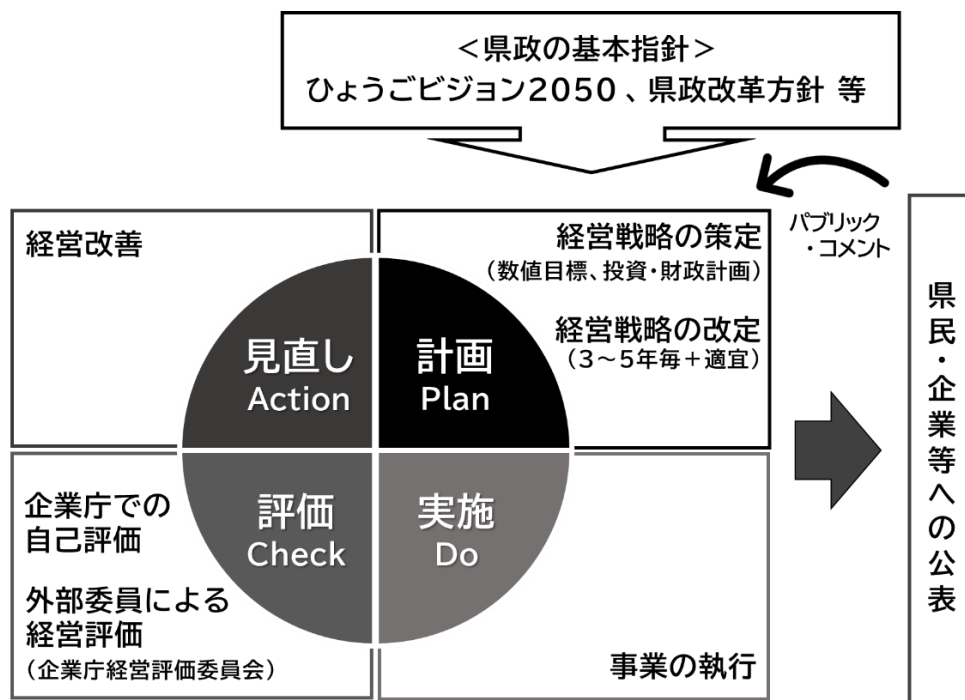 ＜県政の基本指針＞
ひょうごビジョン2050 、県政改革方針 等
パブリック
・コメント
経営改善
見直し
Action
経営戦略の策定
（数値目標、投資・財政計画）
経営戦略の改定
（3～5年毎＋適宜）
計画
Plan
企業庁での
自己評価
外部委員による
経営評価
（企業庁経営評価委員会）
評価
Check
実施
Do
事業の執行
県民・企業等への公表